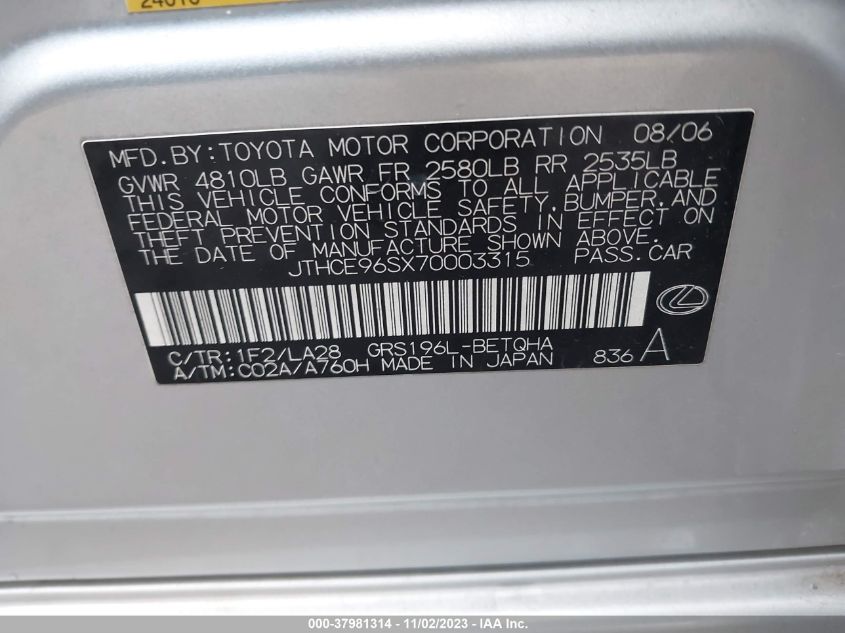 24010
MFD.BY:TOYOTA MOTOR CORPORATION 08/06
GVWR 4810LB GAWR FR 2580LB RR 2535LB
THIS VEHICLE CONFORMS TO ALL APPLICABLE
FEDERAL MOTOR VEHICLE SAFETY, BUMPER, AND
THEFT PREVENTION STANDARDS IN EFFECT ON
THE DATE OF MANUFACTURE SHOWN ABOVE.
JTHCE96SX70003315 PASS.CAR
C/TR:1F2/LA28 GRS196L-BETQHA
A/TM:C02A/A760H MADE IN JAPAN 836 A
000-37981314 - 11/02/2023 - IAA Inc.